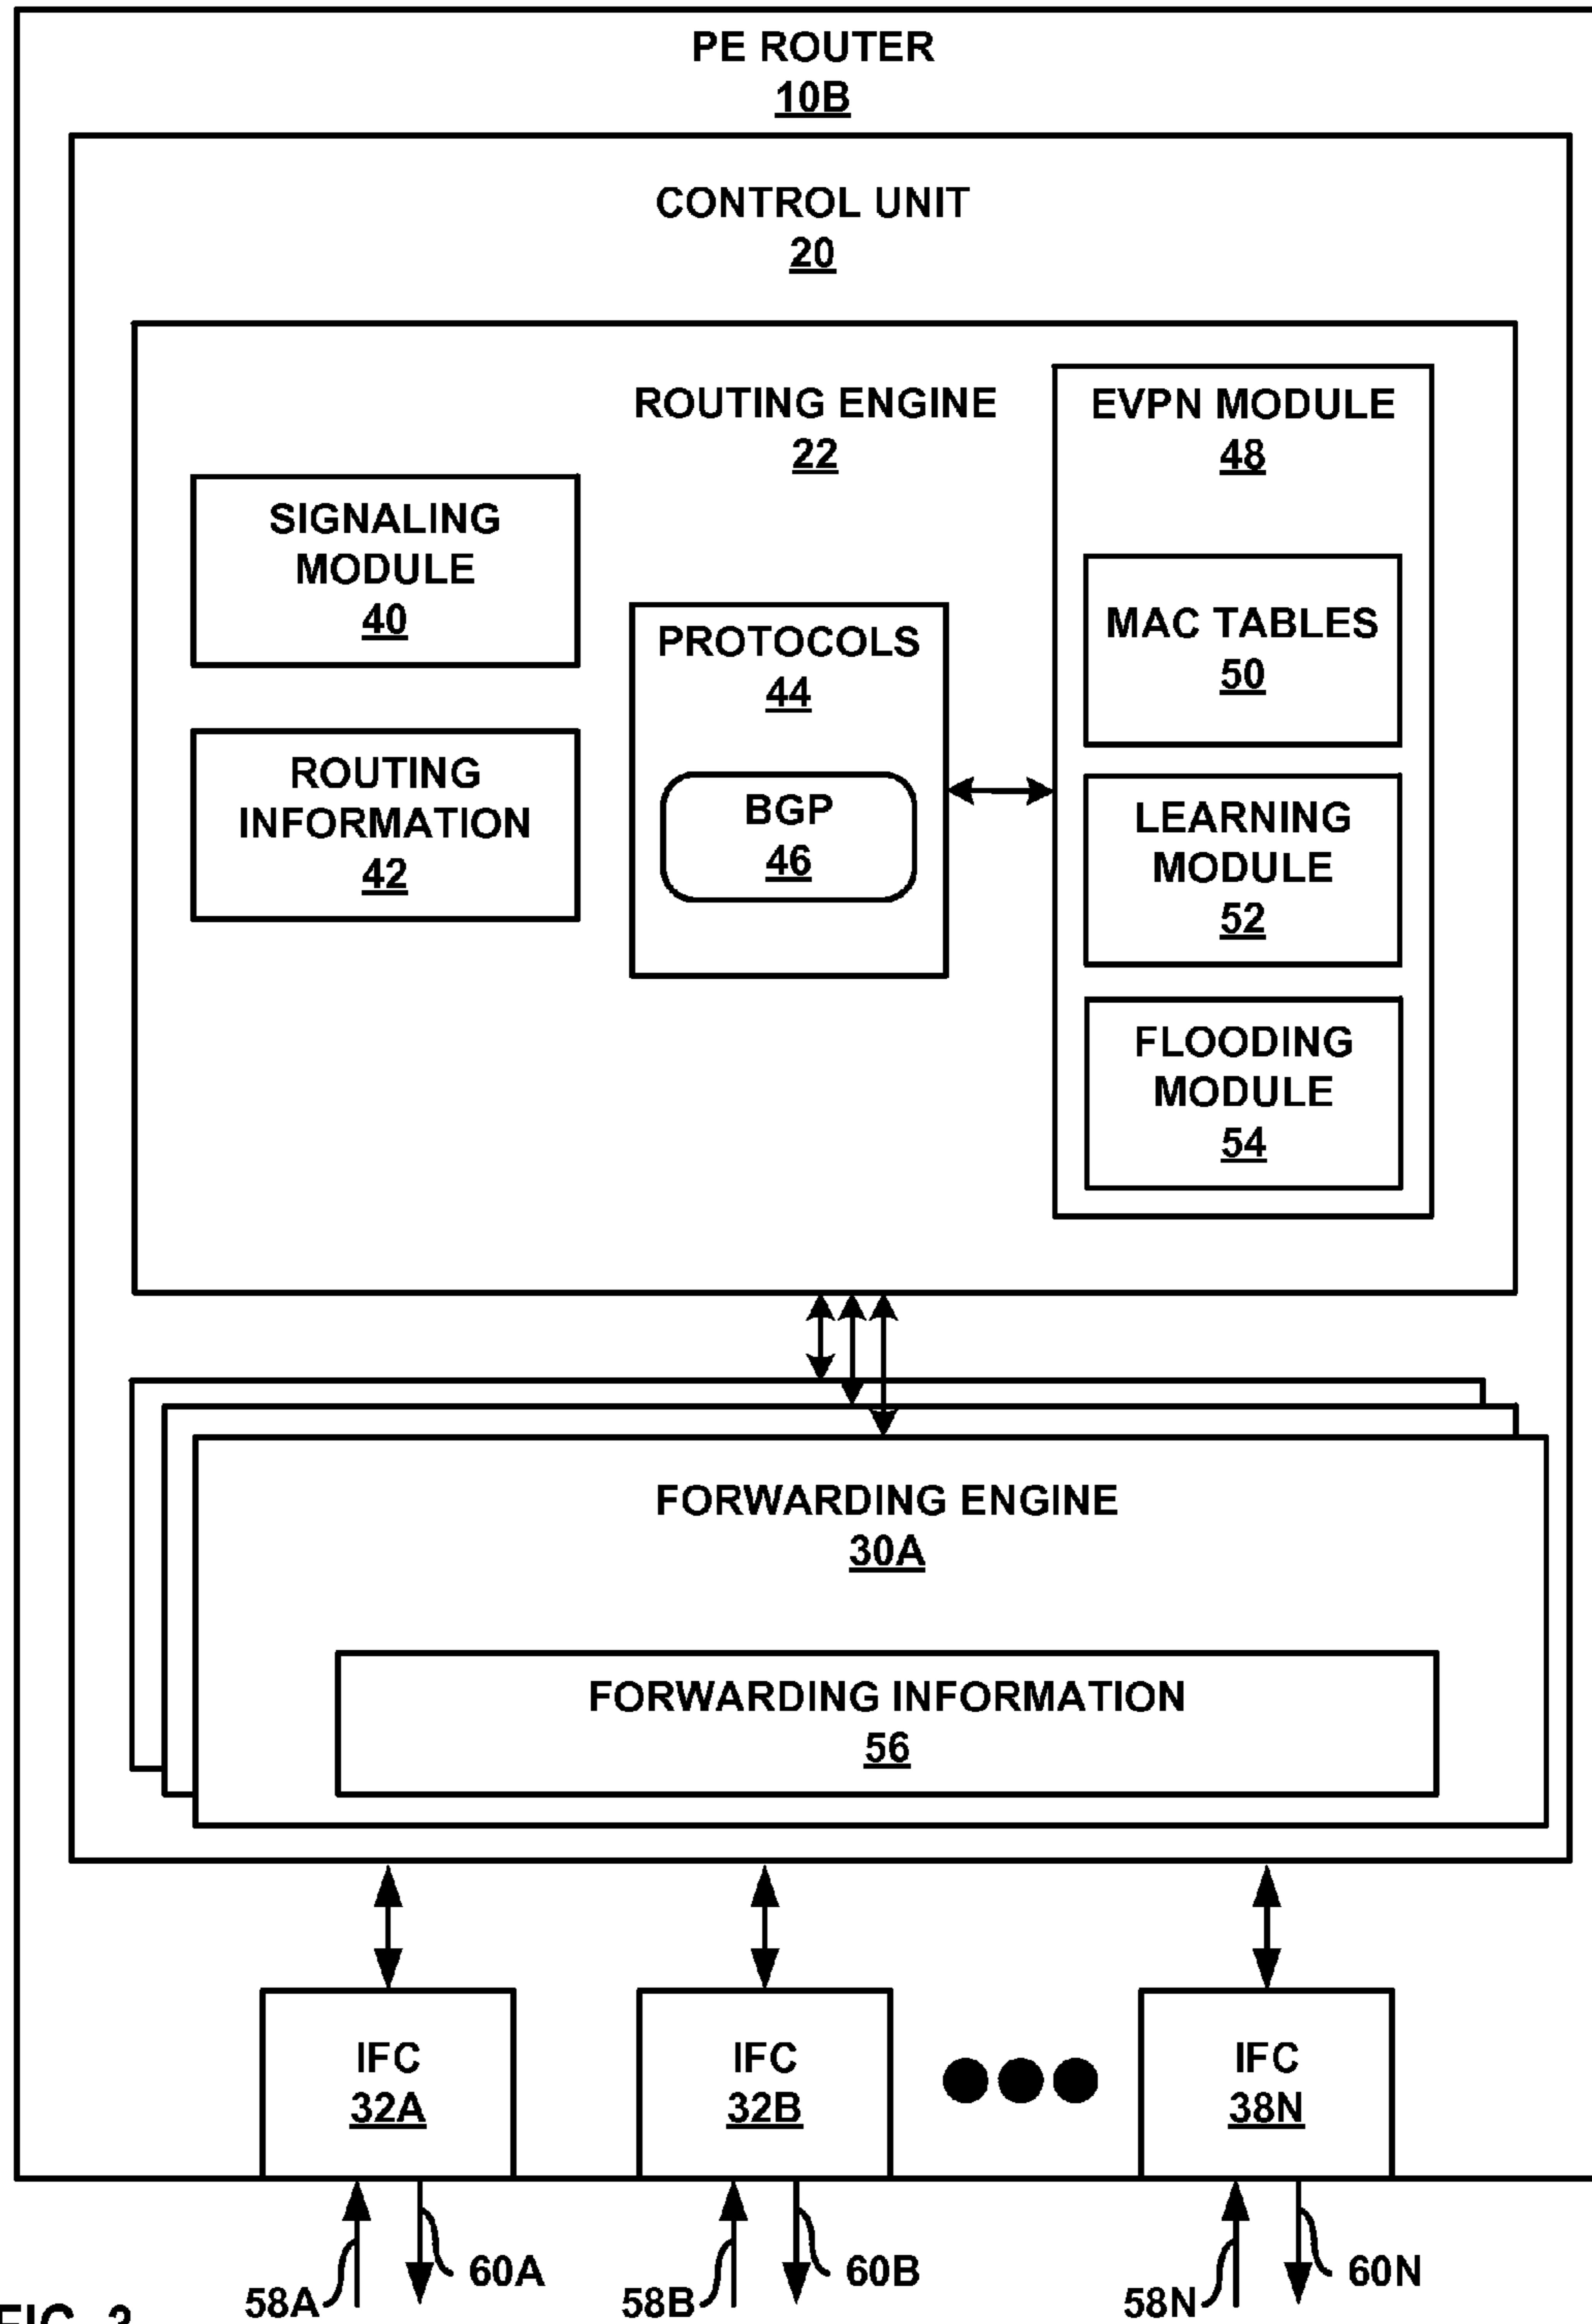 PE ROUTER
10B
CONTROL UNIT
20
ROUTING ENGINE
22
EVPN MODULE
48
SIGNALING
MODULE
40
ROUTING
INFORMATION
42
PROTOCOLS
44
BGP
46
MAC TABLES
50
LEARNING
MODULE
52
FLOODING
MODULE
54
FORWARDING ENGINE
30A
FORWARDING INFORMATION
56
IFC
32A
IFC
32B
IFC
38N
58A
60A
58B
60B
58N
60N